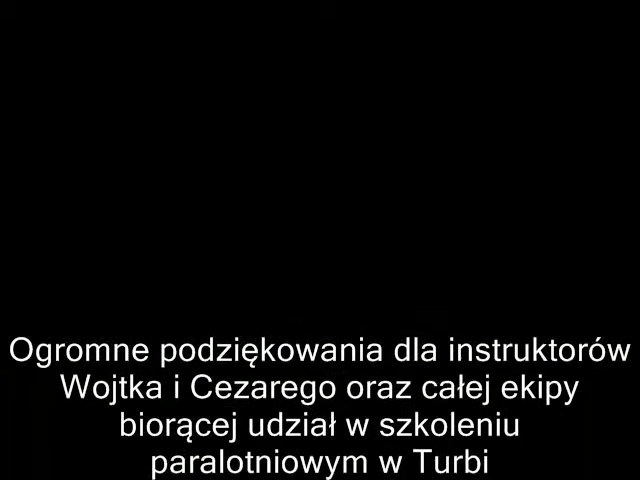 Ogromne podziękowania dla instruktorów
Wojtka i Cezarego oraz całej ekipy
biorącej udział w szkoleniu
paralotniowym w Turbi